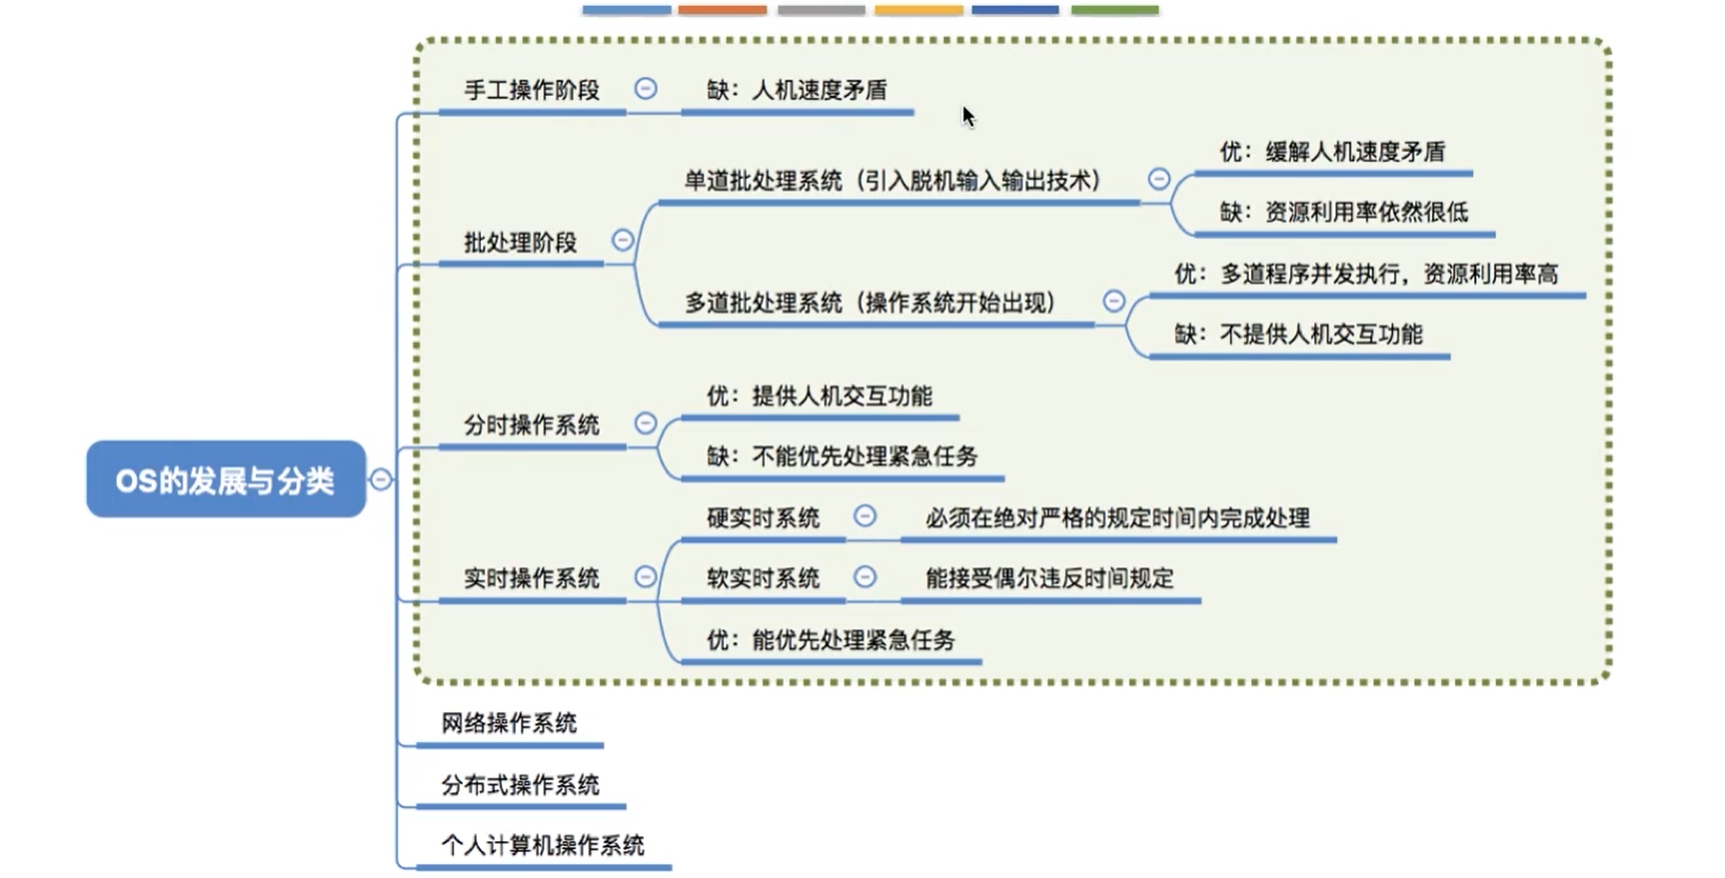 手工操作阶段
缺：人机速度矛盾
批处理阶段
单道批处理系统（引入脱机输入输出技术）
优：缓解人机速度矛盾
缺：资源利用率依然很低
多道批处理系统（操作系统开始出现）
优：多道程序并发执行，资源利用率高
缺：不提供人机交互功能
OS的发展与分类
分时操作系统
优：提供人机交互功能
缺：不能优先处理紧急任务
实时操作系统
硬实时系统
必须在绝对严格的规定时间内完成处理
软实时系统
能接受偶尔违反时间规定
优：能优先处理紧急任务
网络操作系统
分布式操作系统
个人计算机操作系统